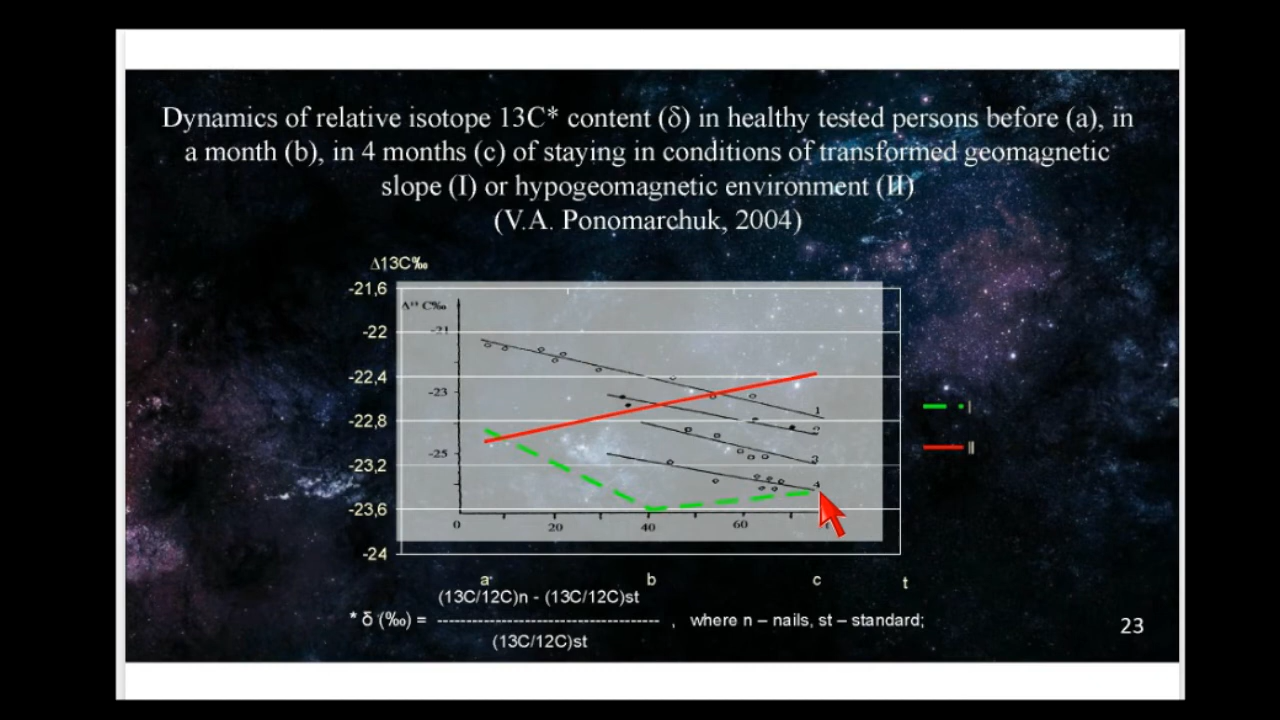 Dynamics of relative isotope 13C* content (δ) in healthy tested persons before (a), in
a month (b), in 4 months (c) of staying in conditions of transformed geomagnetic
slope (I) or hypogeomagnetic environment (II)
(V.A. Ponomarchuk, 2004)
Δ13C‰
-21,6
-22
-22,4
-22,8
-23,2
-23,6
-24
Δ¹³ C‰
-21
-23
-25
0 20 40 60 t
1
2
3
4
I
II
a b c t
(13C/12C)n - (13C/12C)st
* δ (‰) = ------------------------------------- , where n – nails, st – standard;
(13C/12C)st
23